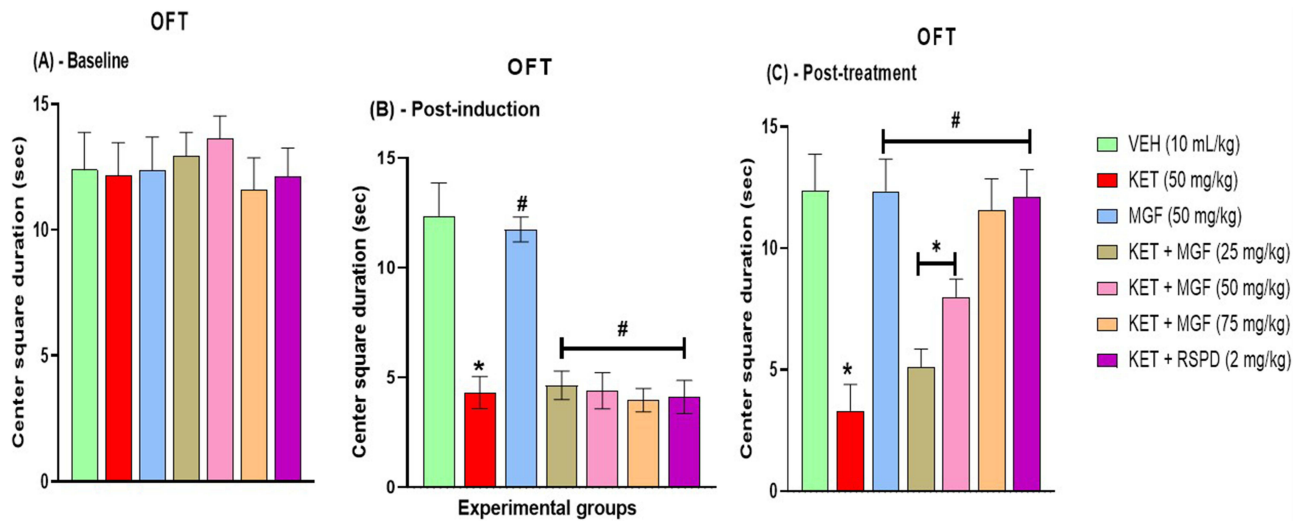 OFT
(A) - Baseline
Center square duration (sec)
15
10
5
0
OFT
(B) - Post-induction
Center square duration (sec)
15
10
5
0
*
#
#
Experimental groups
OFT
(C) - Post-treatment
Center square duration (sec)
15
10
5
0
*
*
#
VEH (10 mL/kg)
KET (50 mg/kg)
MGF (50 mg/kg)
KET + MGF (25 mg/kg)
KET + MGF (50 mg/kg)
KET + MGF (75 mg/kg)
KET + RSPD (2 mg/kg)